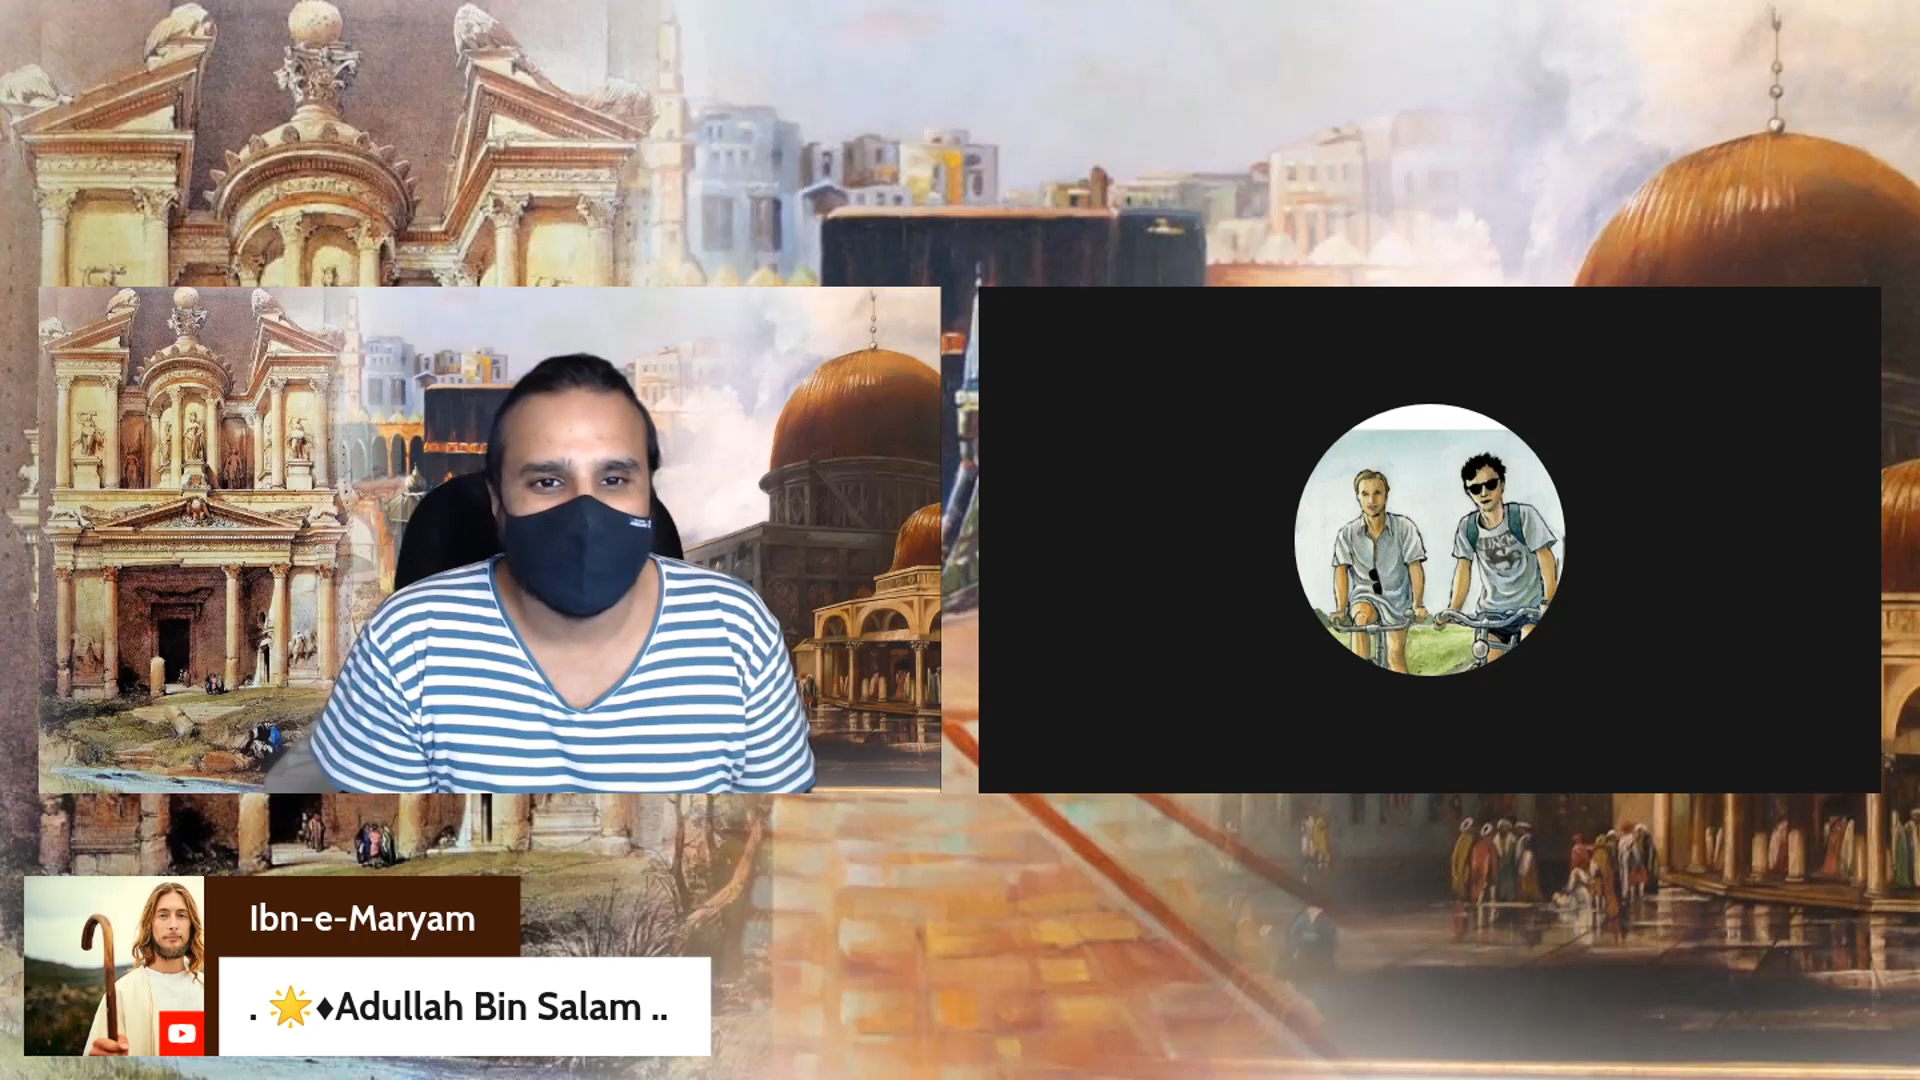 Ibn-e-Maryam
. 🌟♦Adullah Bin Salam ..